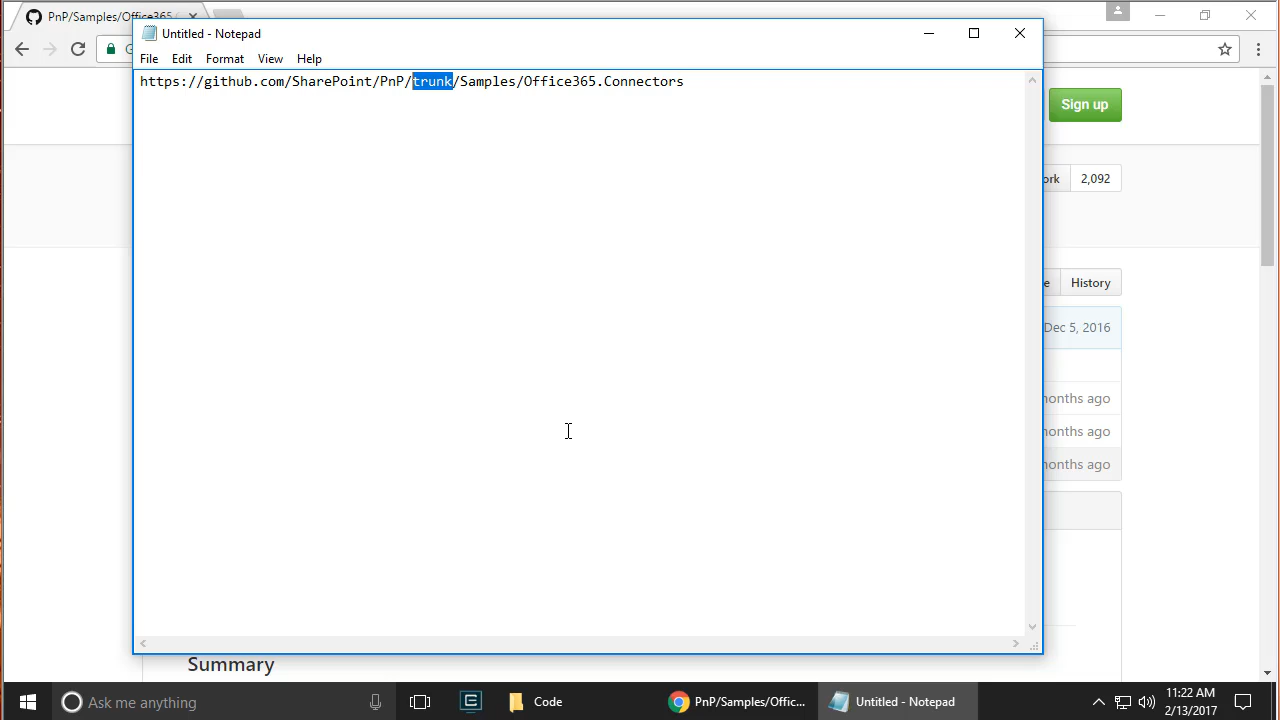 PnP/Samples/Office365
Untitled - Notepad
File Edit Format View Help
https://github.com/SharePoint/PnP/trunk/Samples/Office365.Connectors
Sign up
2,092
History
Dec 5, 2016
months ago
months ago
months ago
Summary
Ask me anything
Code
PnP/Samples/Offic...
Untitled - Notepad
11:22 AM
2/13/2017